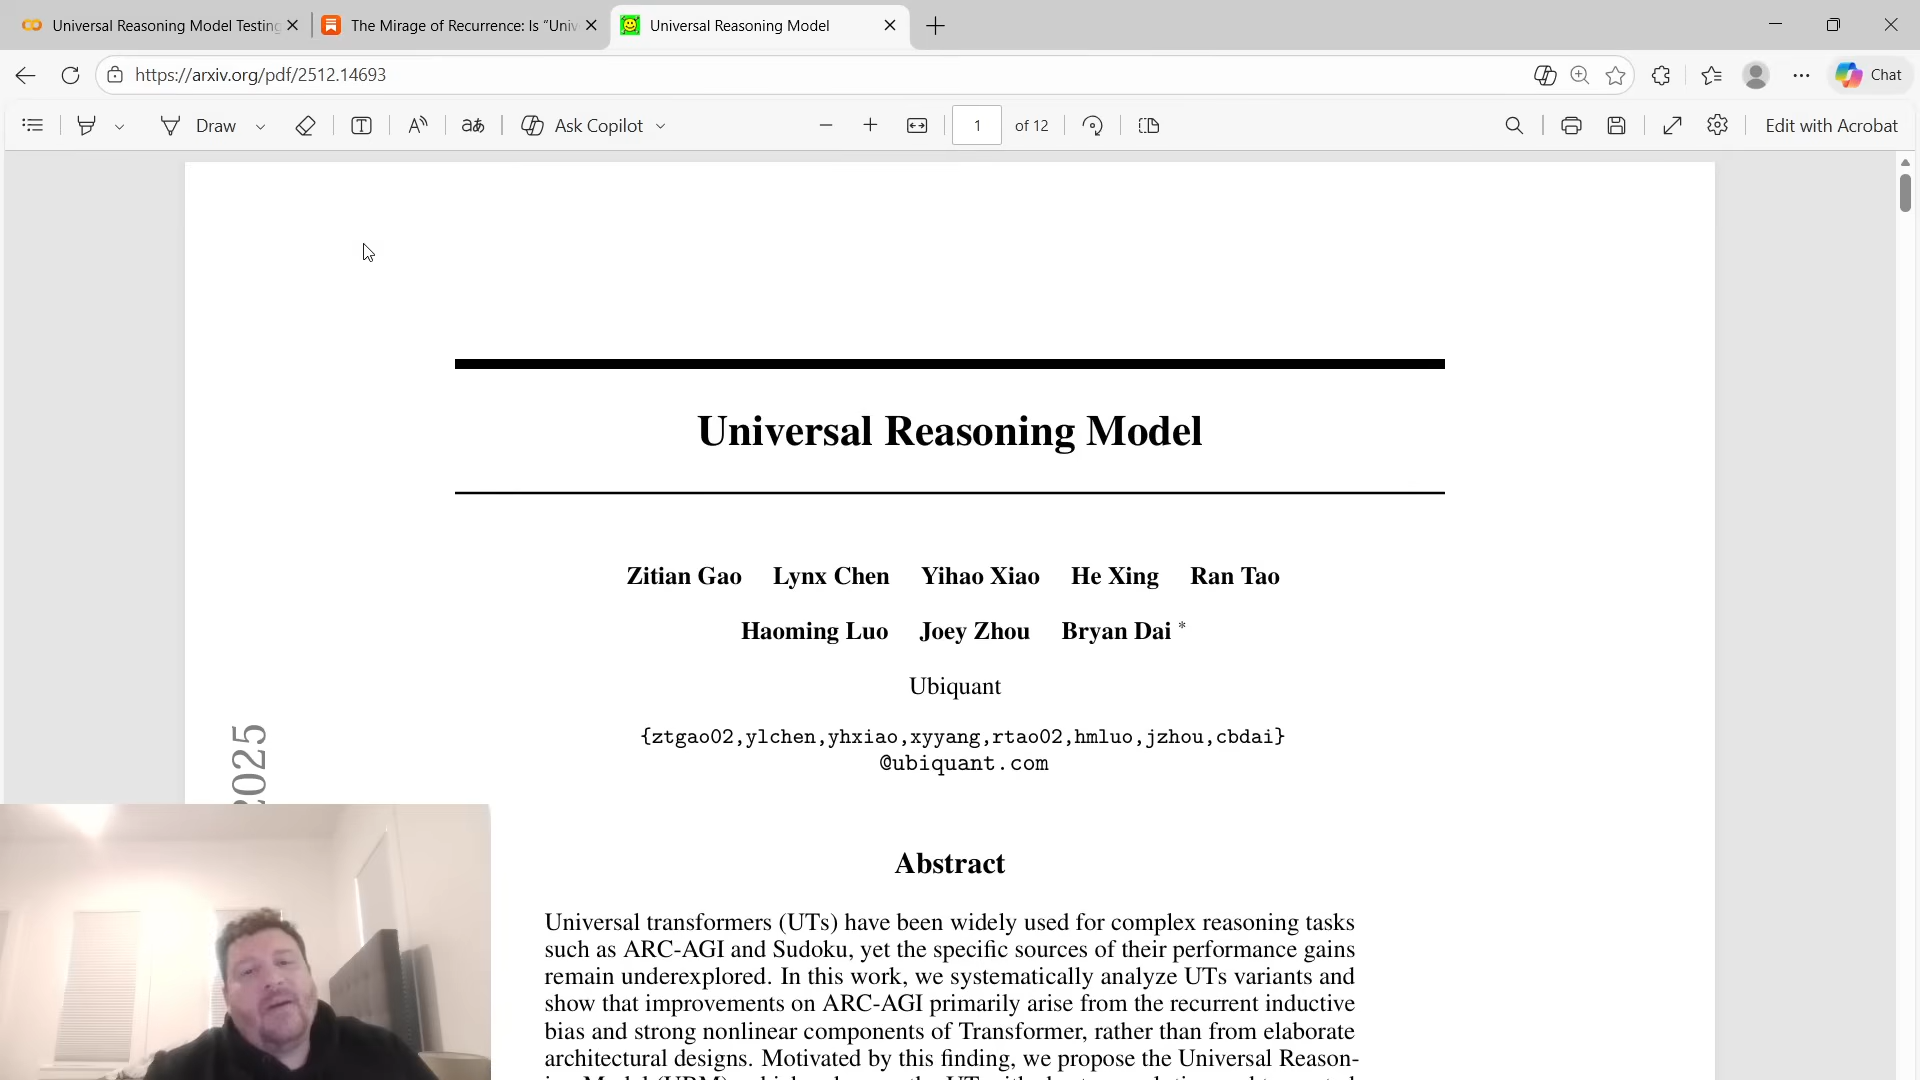 Universal Reasoning Model Testing
The Mirage of Recurrence: Is “Univ
Universal Reasoning Model
https://arxiv.org/pdf/2512.14693
Chat
Draw
aあ
Ask Copilot
1
of 12
Edit with Acrobat
Universal Reasoning Model
Zitian Gao Lynx Chen Yihao Xiao He Xing Ran Tao
Haoming Luo Joey Zhou Bryan Dai *
Ubiquant
{ztgao02,ylchen,yhxiao,xyyang,rtao02,hmluo,jzhou,cbdai}
@ubiquant.com
2025
Abstract
Universal transformers (UTs) have been widely used for complex reasoning tasks
such as ARC-AGI and Sudoku, yet the specific sources of their performance gains
remain underexplored. In this work, we systematically analyze UTs variants and
show that improvements on ARC-AGI primarily arise from the recurrent inductive
bias and strong nonlinear components of Transformer, rather than from elaborate
architectural designs. Motivated by this finding, we propose the Universal Reason-